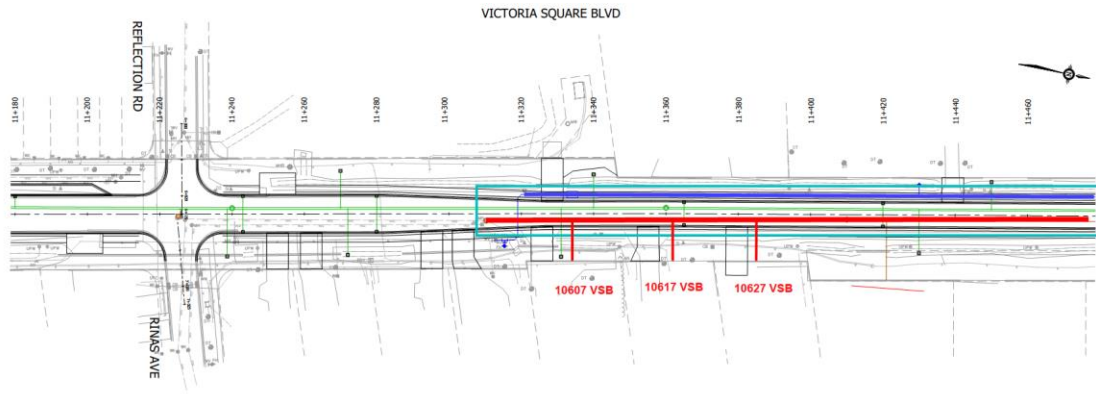 VICTORIA SQUARE BLVD
REFLECTION RD
11+180
11+200
11+220
11+240
11+260
11+280
11+300
11+320
11+340
11+360
11+380
11+400
11+420
11+440
11+460
10607 VSB
10617 VSB
10627 VSB
RINAS AVE